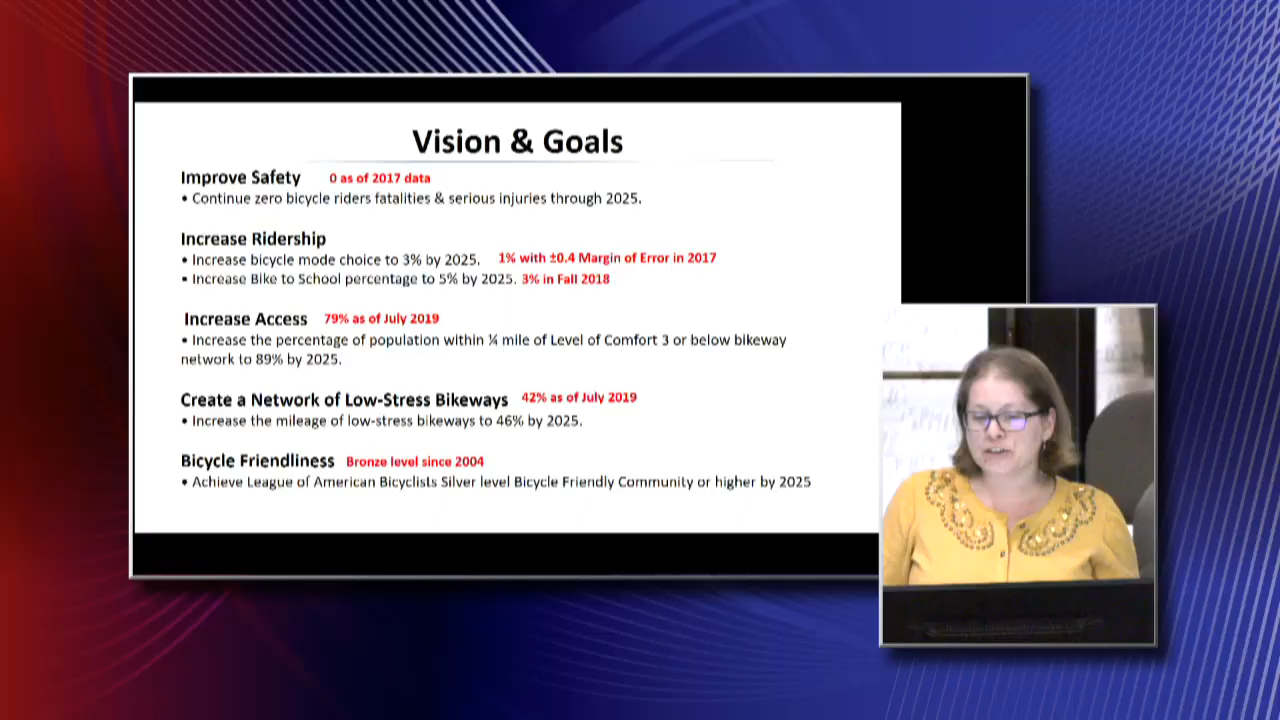 Vision & Goals
Improve Safety 0 as of 2017 data
• Continue zero bicycle riders fatalities & serious injuries through 2025.
Increase Ridership
• Increase bicycle mode choice to 3% by 2025. 1% with ±0.4 Margin of Error in 2017
• Increase Bike to School percentage to 5% by 2025. 3% in Fall 2018
Increase Access 79% as of July 2019
• Increase the percentage of population within ¼ mile of Level of Comfort 3 or below bikeway
network to 89% by 2025.
Create a Network of Low-Stress Bikeways 42% as of July 2019
• Increase the mileage of low-stress bikeways to 46% by 2025.
Bicycle Friendliness Bronze level since 2004
• Achieve League of American Bicyclists Silver level Bicycle Friendly Community or higher by 2025